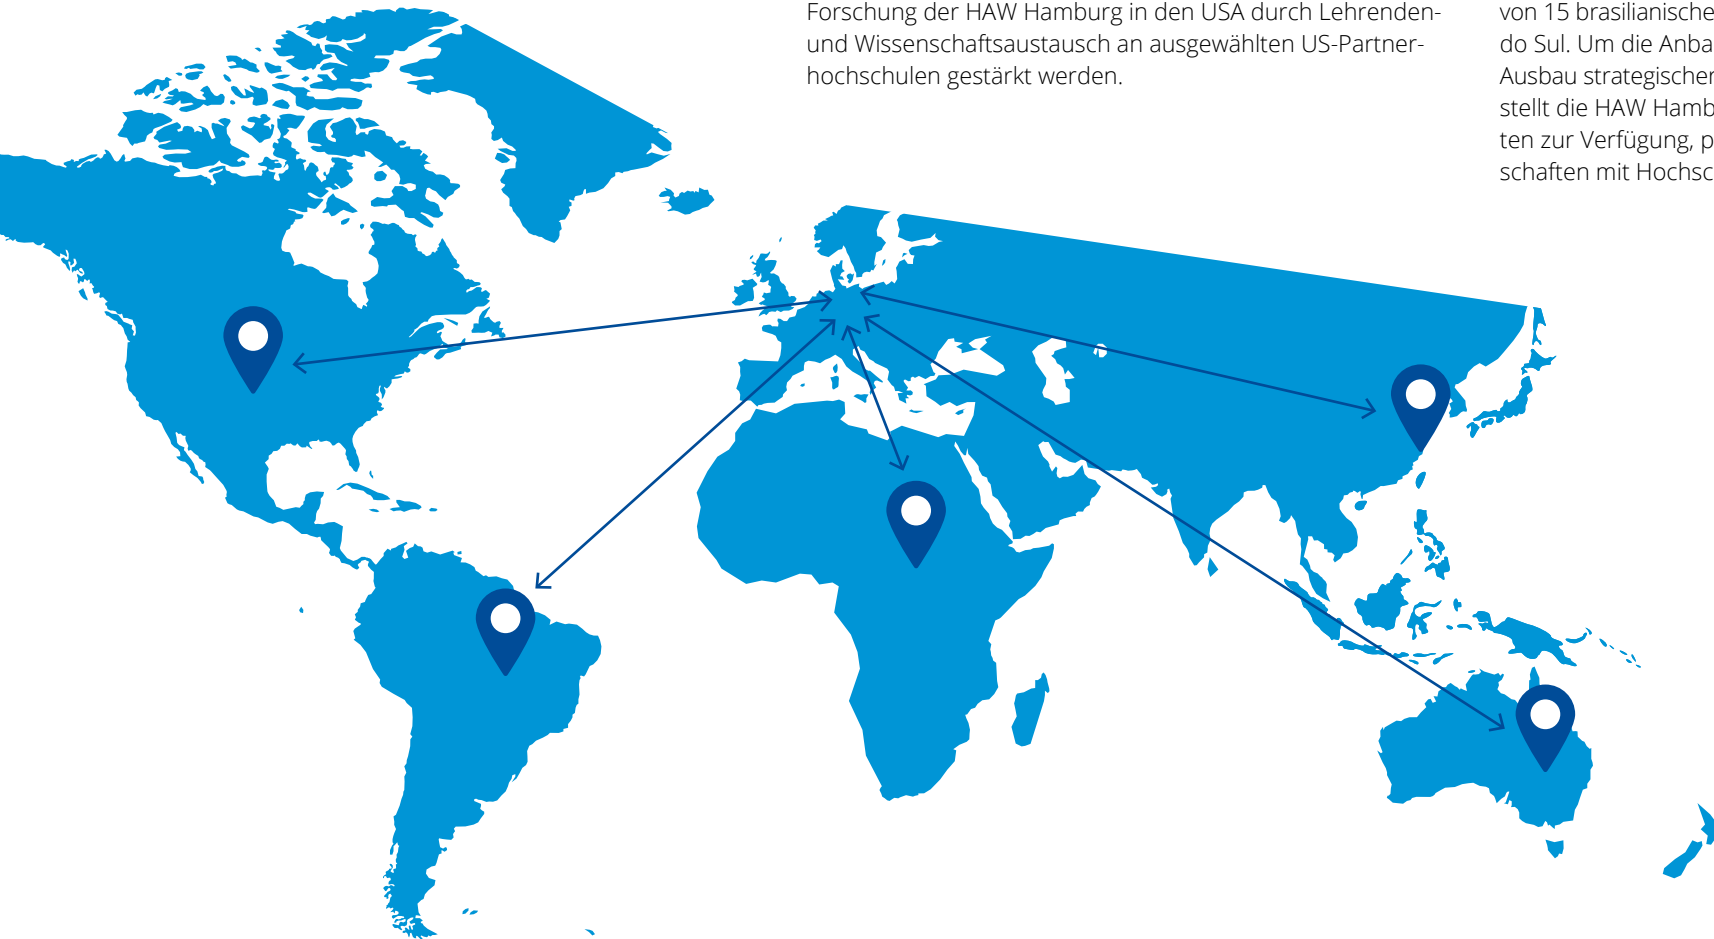 Forschung der HAW Hamburg in den USA durch Lehrenden-
und Wissenschaftsaustausch an ausgewählten US-Partner-
hochschulen gestärkt werden.
von 15 brasilianische
do Sul. Um die Anba
Ausbau strategischer
stellt die HAW Hamb
ten zur Verfügung, p
schaften mit Hochsc